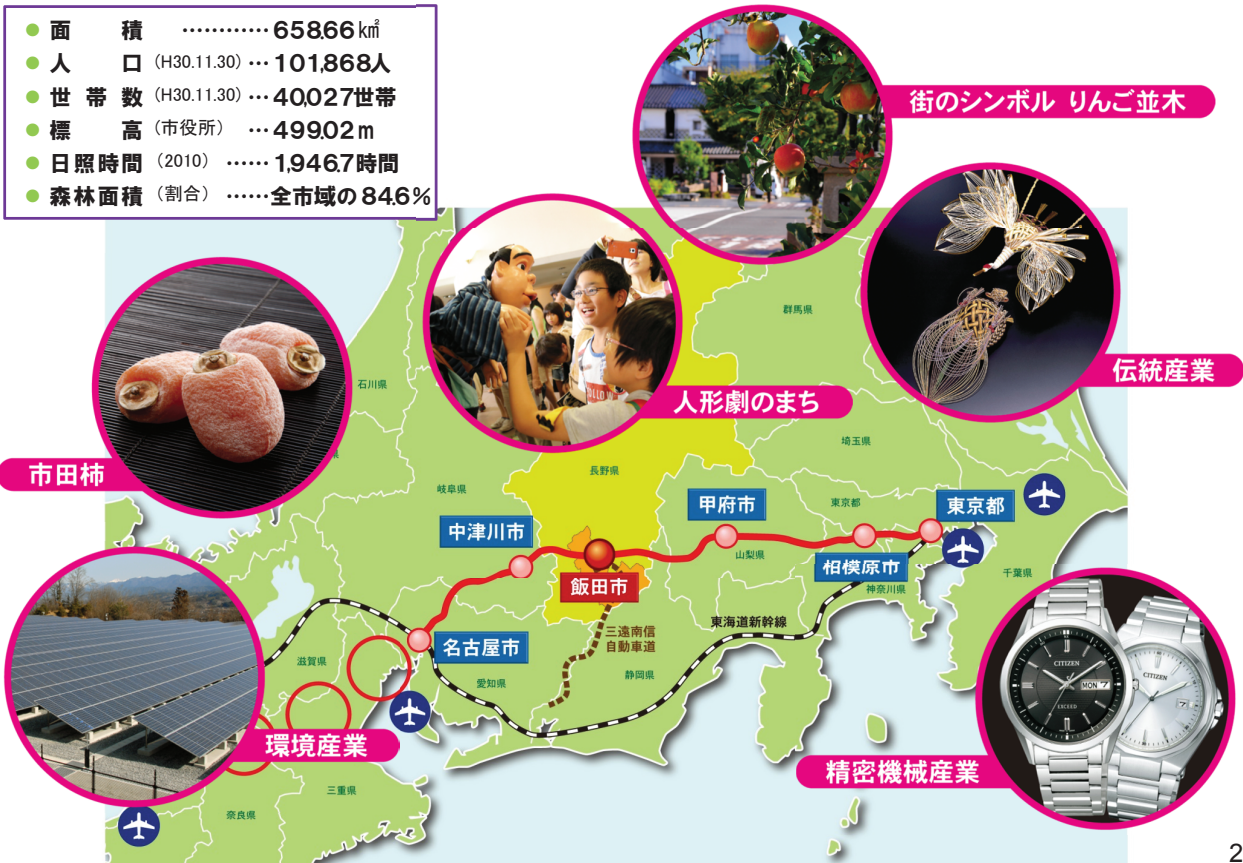 ● 面　積 …………65866㎢
● 人　口 (H30.11.30) …101,868人
● 世帯数 (H30.11.30) …40,027世帯
● 標　高 (市役所) …49902m
● 日照時間 (2010) ……1,9467時間
● 森林面積 (割合) ……全市域の846%
街のシンボル りんご並木
伝統産業
人形劇のまち
市田柿
環境産業
精密機械産業
群馬県
石川県
埼玉県
長野県
岐阜県
東京都
山梨県
神奈川県
千葉県
滋賀県
愛知県
静岡県
三重県
奈良県
東京都
甲府市
中津川市
相模原市
飯田市
名古屋市
三遠南信
自動車道
東海道新幹線
CITIZEN
MON 7
EXCEED
CITIZEN
2